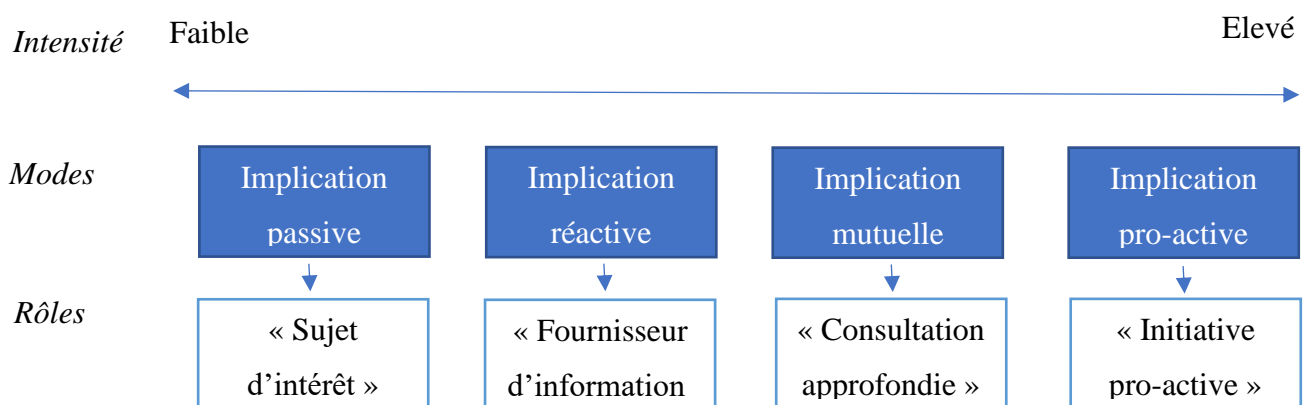 Intensité Faible Elevé
Modes
Implication
passive
Implication
réactive
Implication
mutuelle
Implication
pro-active
Rôles
« Sujet
d’intérêt »
« Fournisseur
d’information
« Consultation
approfondie »
« Initiative
pro-active »